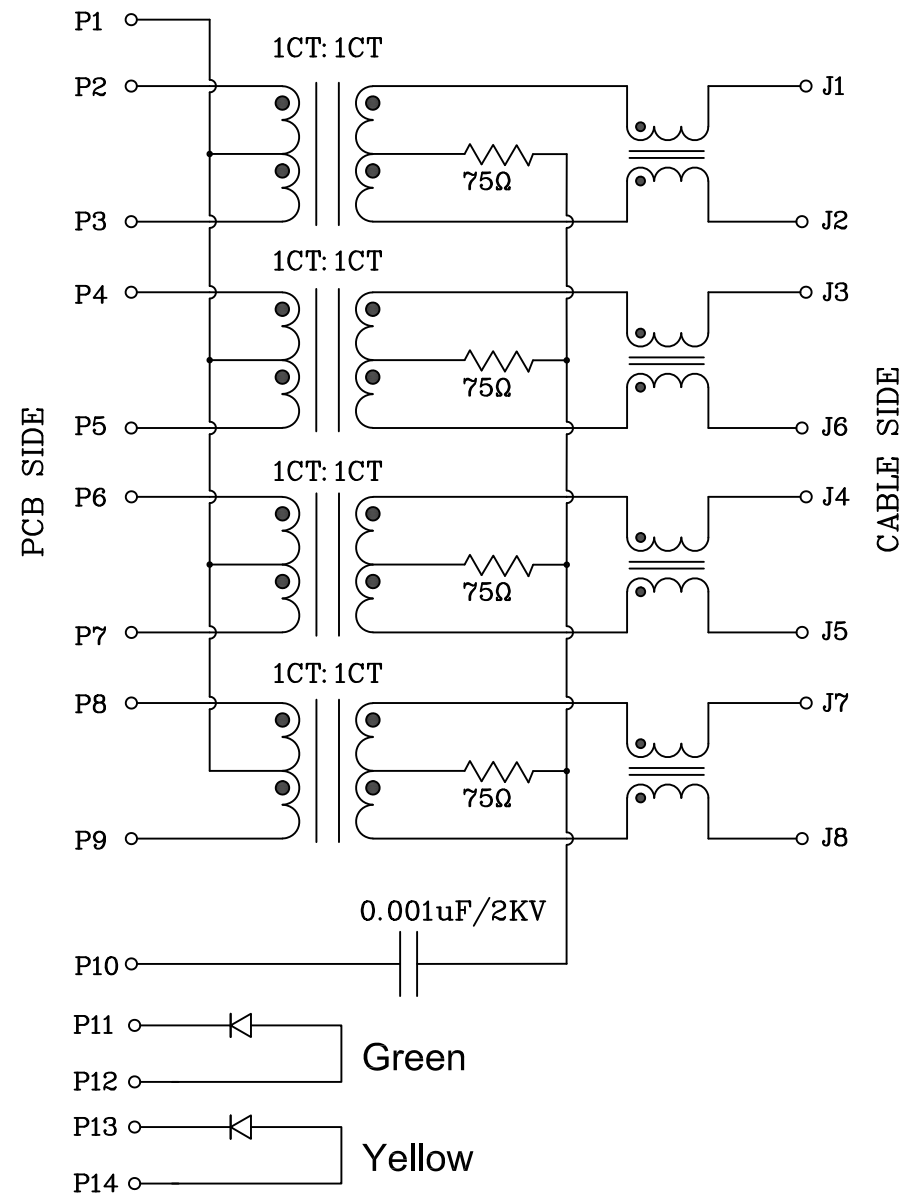 P1
1CT: 1CT
P2
J1
75Ω
P3
J2
1CT: 1CT
P4
J3
75Ω
P5
J6
PCB SIDE
CABLE SIDE
1CT: 1CT
P6
J4
75Ω
P7
J5
1CT: 1CT
P8
J7
75Ω
P9
J8
0.001uF/2KV
P10
P11
Green
P12
P13
Yellow
P14